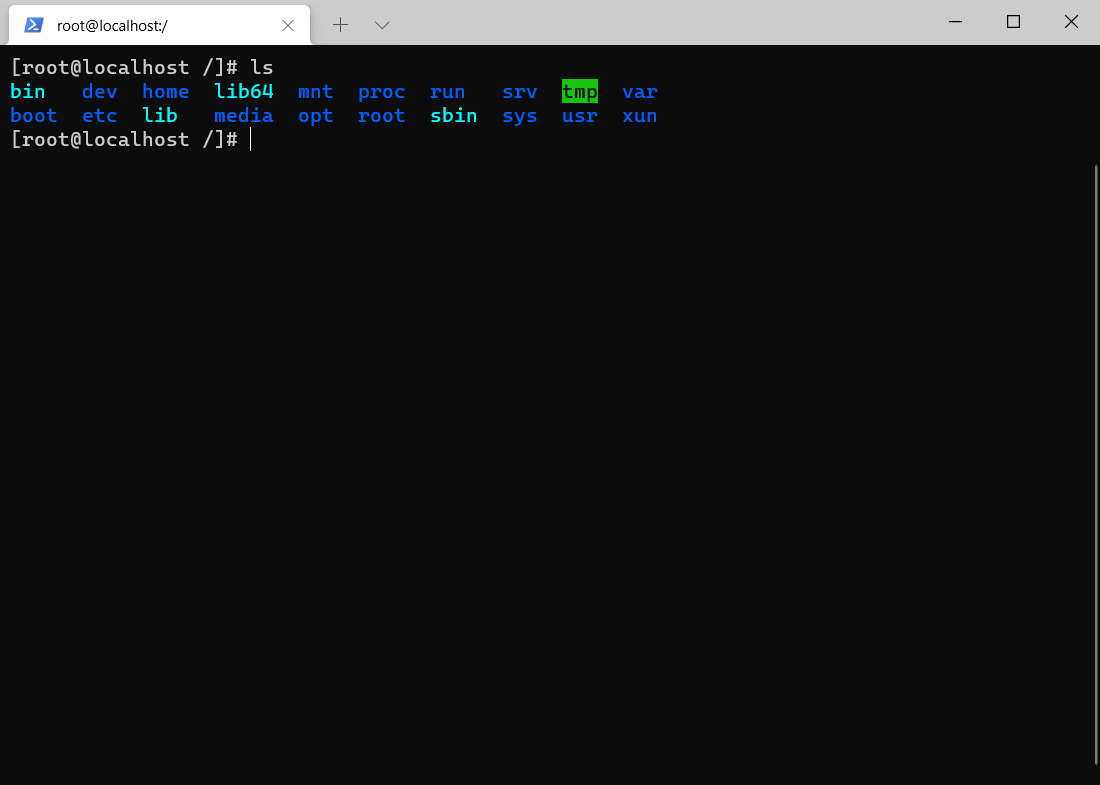 root@localhost:/
[root@localhost /]# ls
bin   dev  home  lib64  mnt  proc  run   srv  tmp  var
boot  etc  lib   media  opt  root  sbin  sys  usr  xun
[root@localhost /]#